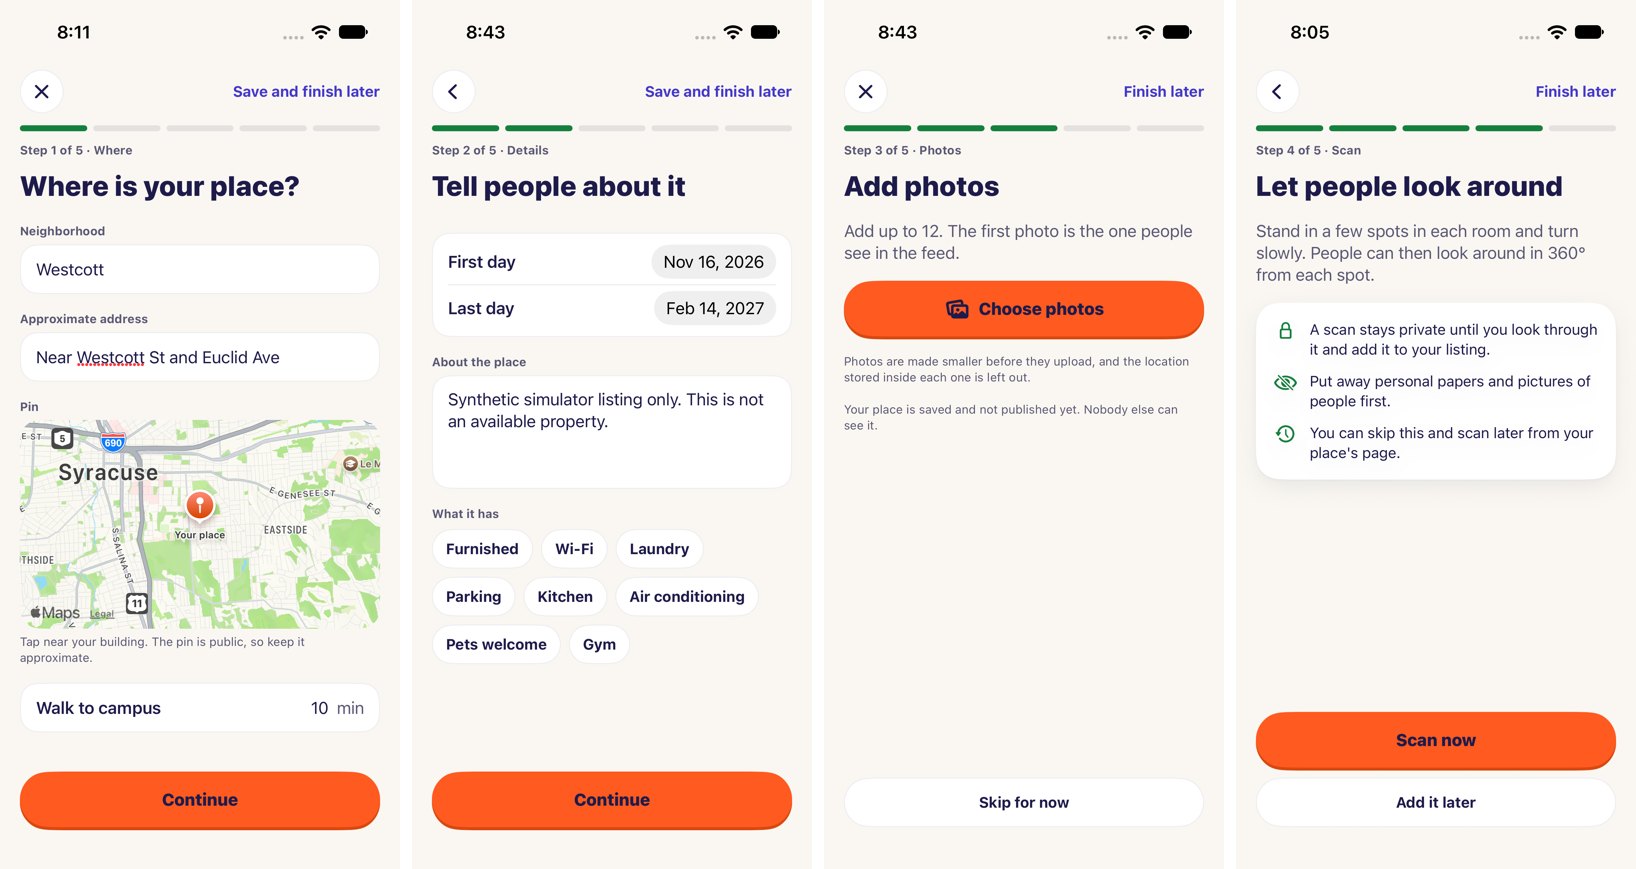 8:11
Save and finish later
Step 1 of 5 · Where
Where is your place?
Neighborhood
Westcott
Approximate address
Near Westcott St and Euclid Ave
Pin
E ST
5
690
Syracuse
Le M
E GENESEE ST
E G
Your place
EASTSIDE
S SALINA ST
THSIDE
11
Maps
Legal
Tap near your building. The pin is public, so keep it
approximate.
Walk to campus
10 min
Continue
8:43
Save and finish later
Step 2 of 5 · Details
Tell people about it
First day
Nov 16, 2026
Last day
Feb 14, 2027
About the place
Synthetic simulator listing only. This is not
an available property.
What it has
Furnished
Wi-Fi
Laundry
Parking
Kitchen
Air conditioning
Pets welcome
Gym
Continue
8:43
Finish later
Step 3 of 5 · Photos
Add photos
Add up to 12. The first photo is the one people
see in the feed.
Choose photos
Photos are made smaller before they upload, and the location
stored inside each one is left out.
Your place is saved and not published yet. Nobody else can
see it.
Skip for now
8:05
Finish later
Step 4 of 5 · Scan
Let people look around
Stand in a few spots in each room and turn
slowly. People can then look around in 360°
from each spot.
A scan stays private until you look through
it and add it to your listing.
Put away personal papers and pictures of
people first.
You can skip this and scan later from your
place's page.
Scan now
Add it later